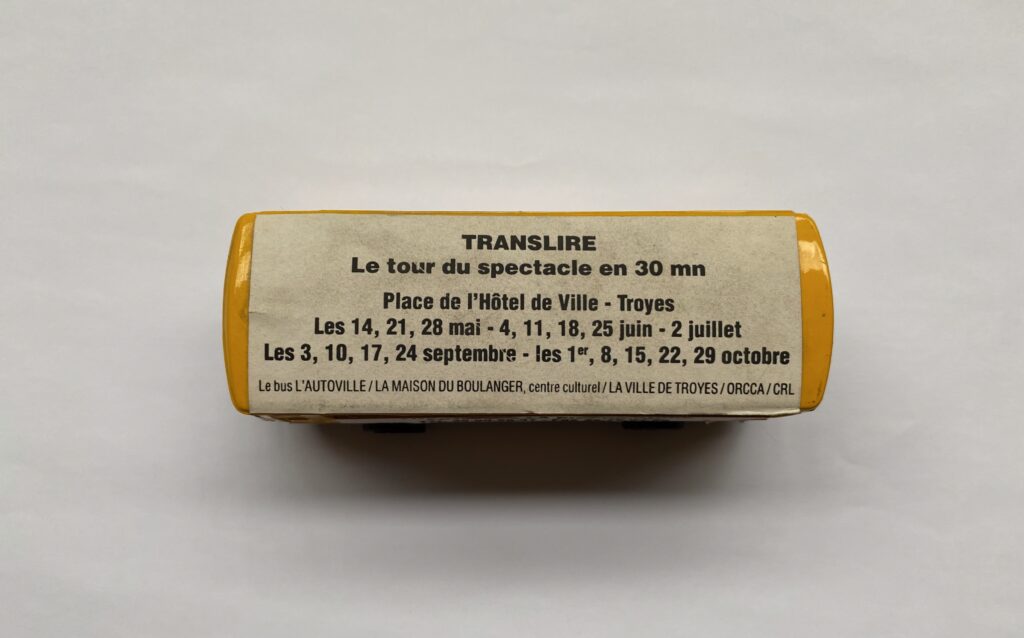 TRANSLIRE
Le tour du spectacle en 30 mn
Place de l'Hôtel de Ville - Troyes
Les 14, 21, 28 mai - 4, 11, 18, 25 juin - 2 juillet
Les 3, 10, 17, 24 septembre - les 1er, 8, 15, 22, 29 octobre
Le bus L'AUTOVILLE / LA MAISON DU BOULANGER, centre culturel / LA VILLE DE TROYES / ORCCA / CRL